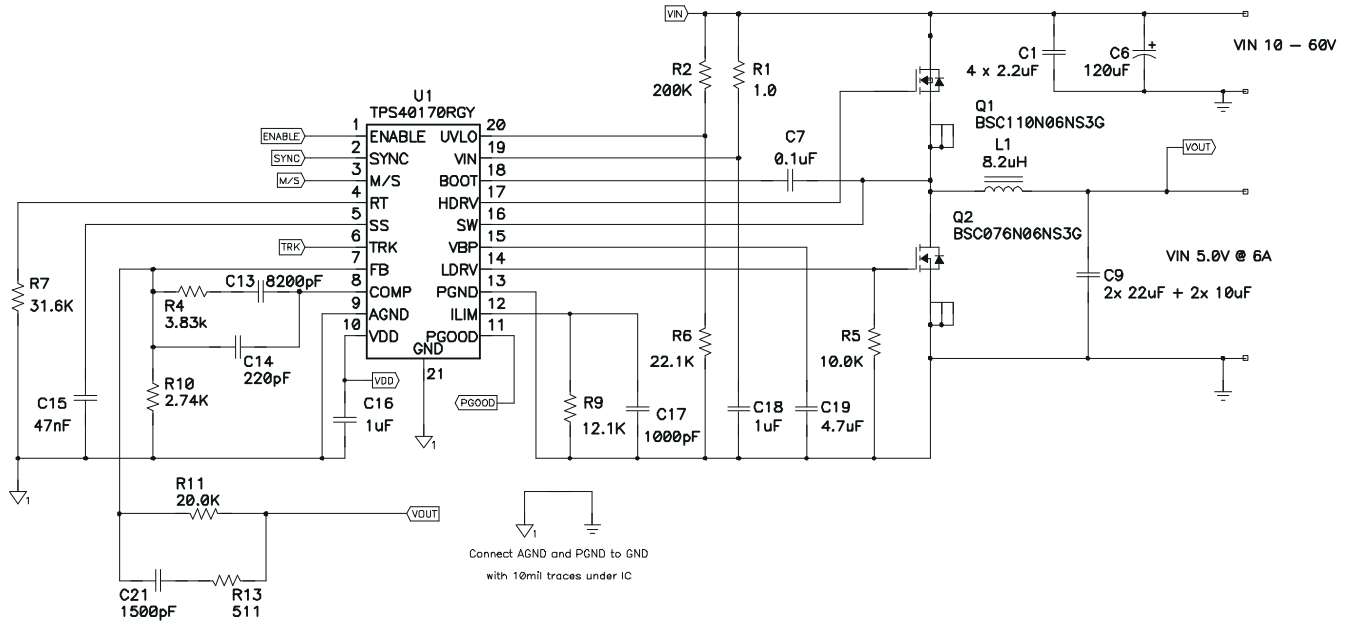 VIN
VIN 10 – 60V
C1
4 x 2.2uF
C6
120uF
+
R2
200K
R1
1.0
U1
TPS40170RGY
Q1
BSC110N06NS3G
C7
0.1uF
L1
8.2uH
VOUT
ENABLE
1
ENABLE
UVLO
20
SYNC
2
SYNC
VIN
19
M/S
3
M/S
BOOT
18
4
RT
HDRV
17
5
SS
SW
16
TRK
6
TRK
VBP
15
7
FB
LDRV
14
8
COMP
PGND
13
9
AGND
ILIM
12
10
VDD
PGOOD
11
GND
21
Q2
BSC076N06NS3G
VIN 5.0V @ 6A
C9
2x 22uF + 2x 10uF
R7
31.6K
C13
8200pF
R4
3.83k
C14
220pF
R10
2.74K
C15
47nF
VDD
C16
1uF
PGOOD
R9
12.1K
C17
1000pF
R6
22.1K
C18
1uF
C19
4.7uF
R5
10.0K
1
1
R11
20.0K
VOUT
C21
1500pF
R13
511
1
Connect AGND and PGND to GND
with 10mil traces under IC